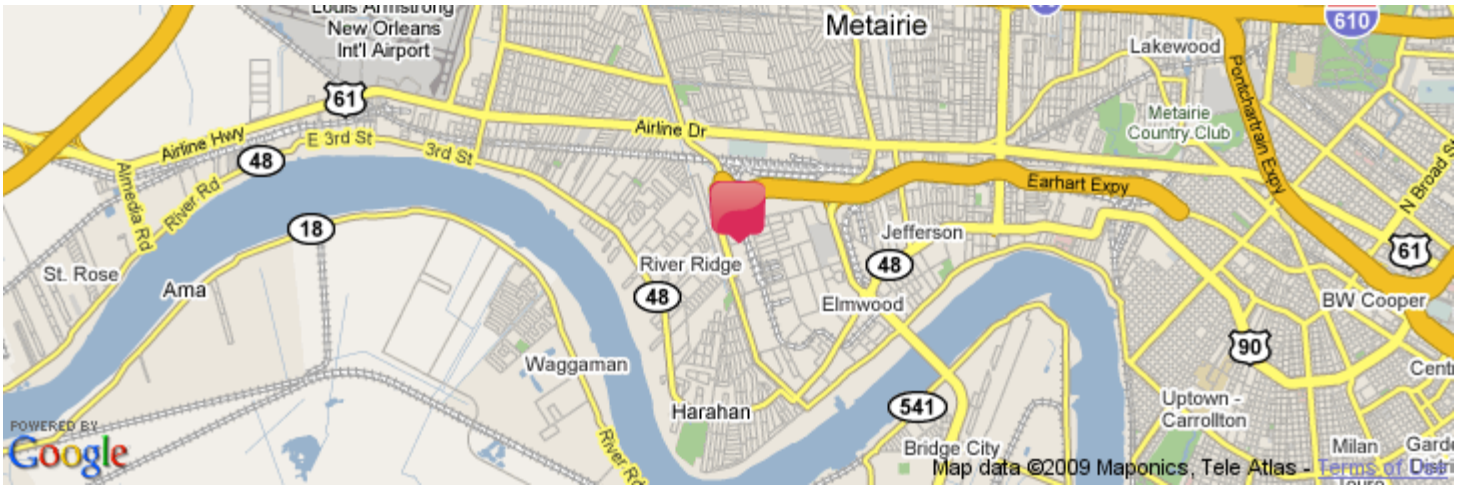 Louis Armstrong
New Orleans
Int'l Airport
Metairie
610
Lakewood
61
Metairie
Country Club
Pontchartrain Expy
Airline Hwy
E 3rd St
3rd St
Airline Dr
48
Almedia Rd
River Rd
Earhart Expy
N Broad St
18
Jefferson
61
St. Rose
Ama
River Ridge
48
48
Elmwood
BW Cooper
90
Waggaman
Harahan
541
Uptown -
Carrollton
River Rd
Bridge City
Milan
POWERED BY
Google
Map data ©2009 Maponics, Tele Atlas - Terms of Use